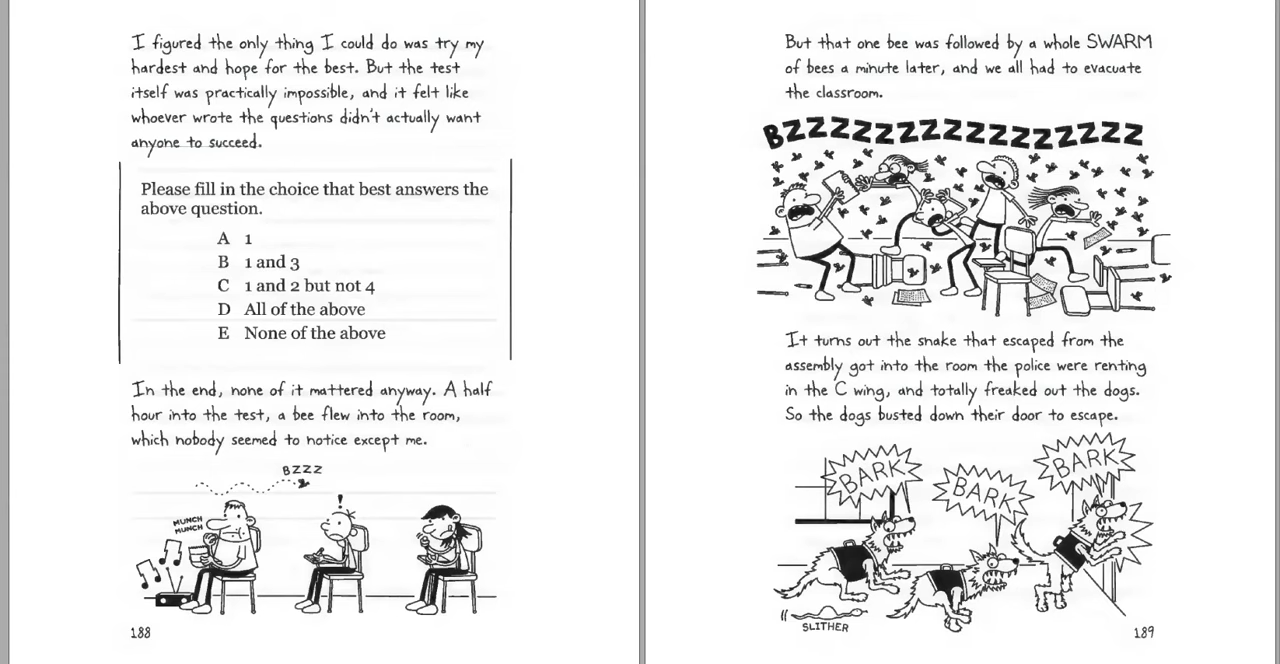 I figured the only thing I could do was try my
hardest and hope for the best. But the test
itself was practically impossible, and it felt like
whoever wrote the questions didn't actually want
anyone to succeed.
Please fill in the choice that best answers the
above question.
A 1
B 1 and 3
C 1 and 2 but not 4
D All of the above
E None of the above
In the end, none of it mattered anyway. A half
hour into the test, a bee flew into the room,
which nobody seemed to notice except me.
BZZZ
!
MUNCH
MUNCH
188
But that one bee was followed by a whole SWARM
of bees a minute later, and we all had to evacuate
the classroom.
BZZZZZZZZZZZZZZZZZ
It turns out the snake that escaped from the
assembly got into the room the police were renting
in the C wing, and totally freaked out the dogs.
So the dogs busted down their door to escape.
BARK
BARK
BARK
SLITHER
189